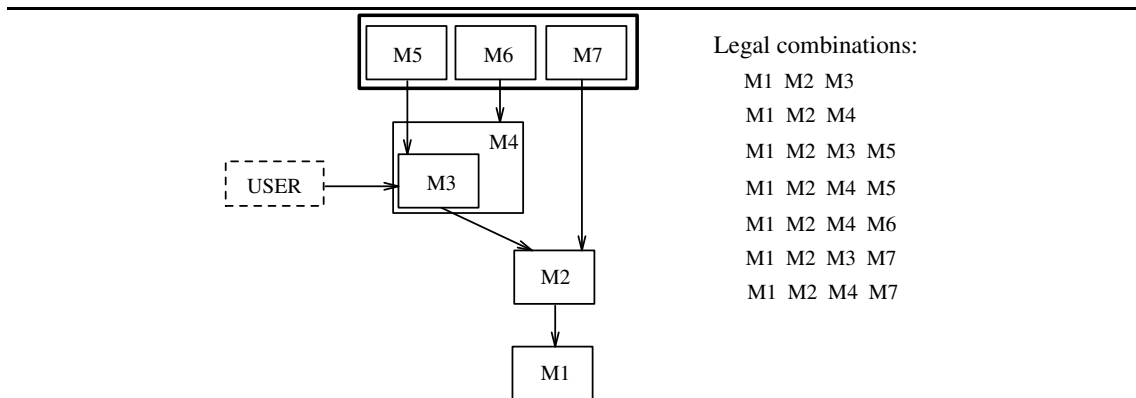 M5 M6 M7
M4
M3
USER
M2
M1
Legal combinations:
M1 M2 M3
M1 M2 M4
M1 M2 M3 M5
M1 M2 M4 M5
M1 M2 M4 M6
M1 M2 M3 M7
M1 M2 M4 M7